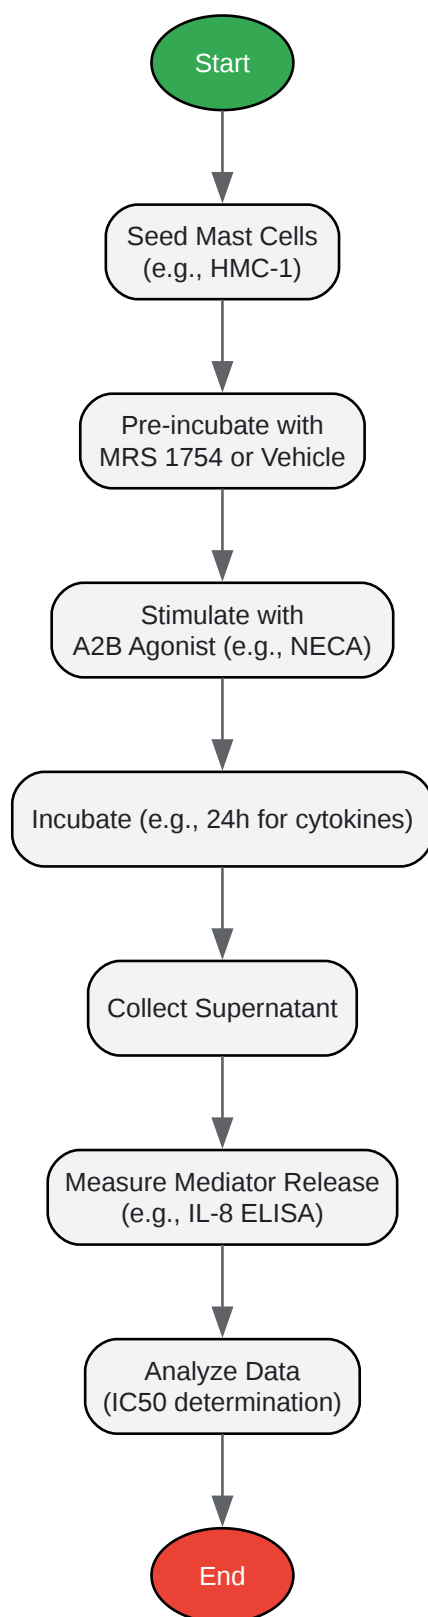 Start
Seed Mast Cells
(e.g., HMC-1)
Pre-incubate with
MRS 1754 or Vehicle
Stimulate with
A2B Agonist (e.g., NECA)
Incubate (e.g., 24h for cytokines)
Collect Supernatant
Measure Mediator Release
(e.g., IL-8 ELISA)
Analyze Data
(IC50 determination)
End